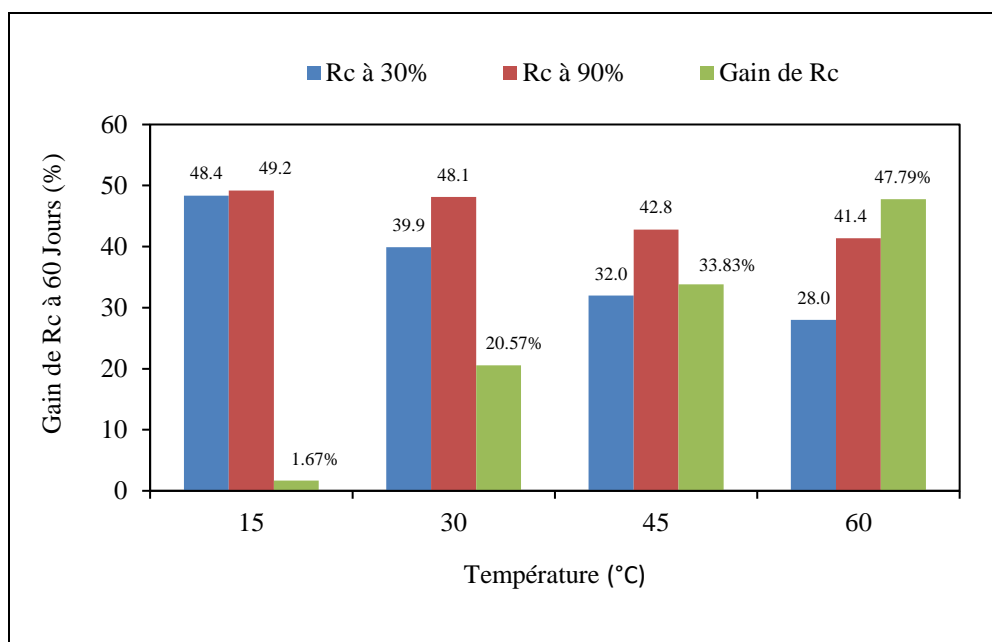 Rc à 30% Rc à 90% Gain de Rc
Gain de Rc à 60 Jours (%)
60
50
40
30
20
10
0
48.4 49.2 1.67%
39.9 48.1 20.57%
32.0 42.8 33.83%
28.0 41.4 47.79%
15 30 45 60
Température (°C)